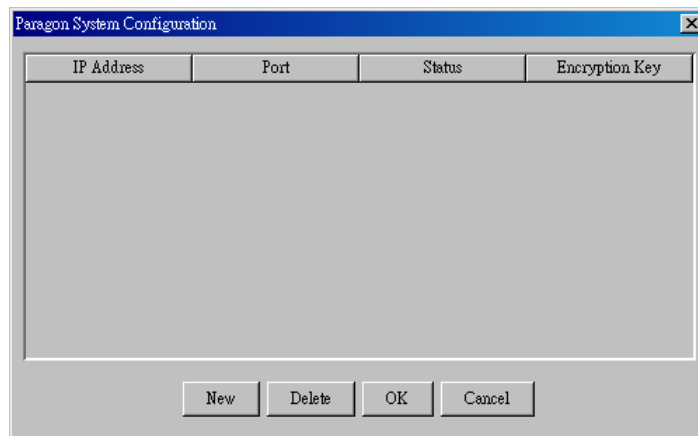 Paragon System Configuration
IP Address Port Status Encryption Key
New Delete OK Cancel